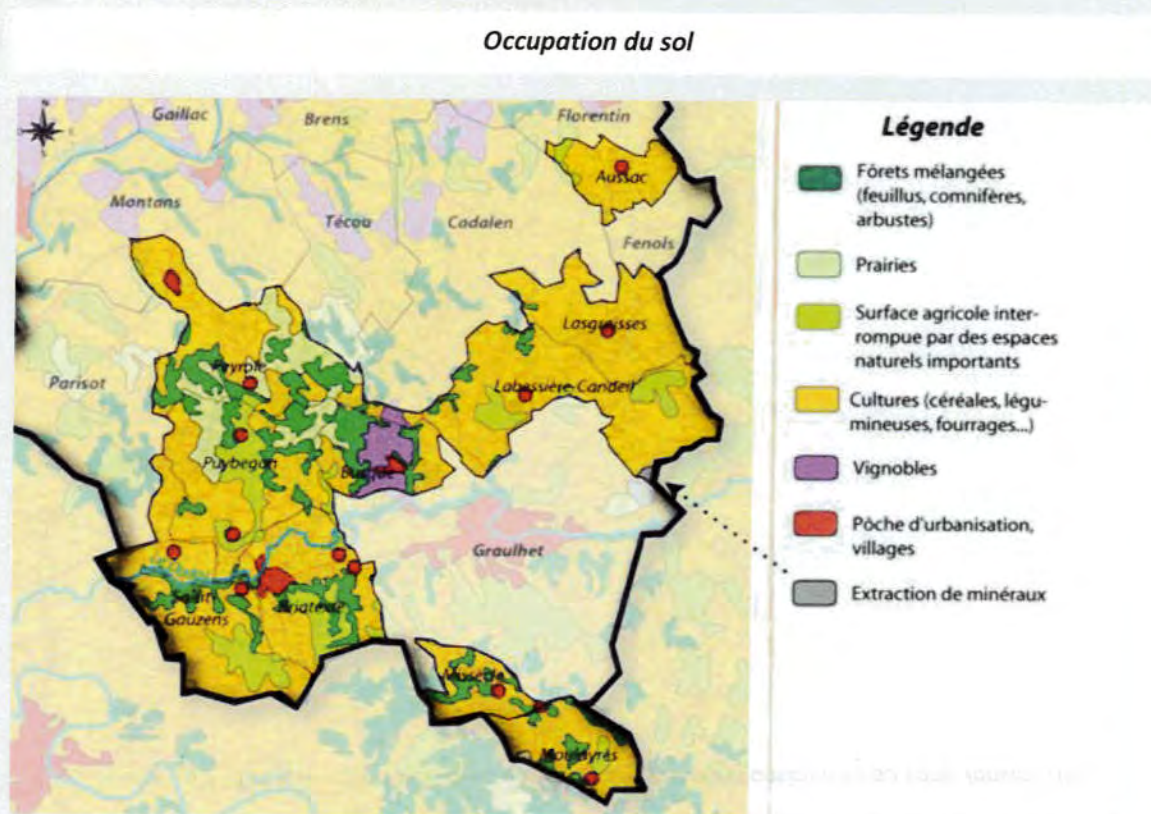 Occupation du sol
Gaillac
Brens
Florentin
Aussac
Montans
Técou
Cadalen
Fenols
Lasgraisses
Parisot
Peyrole
Labessière-Candeil
Puybegon
Busque
Graulhet
Saint
Gauzens
Briatexte
Missècle
Moulayrès
Légende
Fôrets mélangées
(feuillus, comnifères,
arbustes)
Prairies
Surface agricole inter-
rompue par des espaces
naturels importants
Cultures (céréales, légu-
mineuses, fourrages...)
Vignobles
Pôche d'urbanisation,
villages
Extraction de minéraux